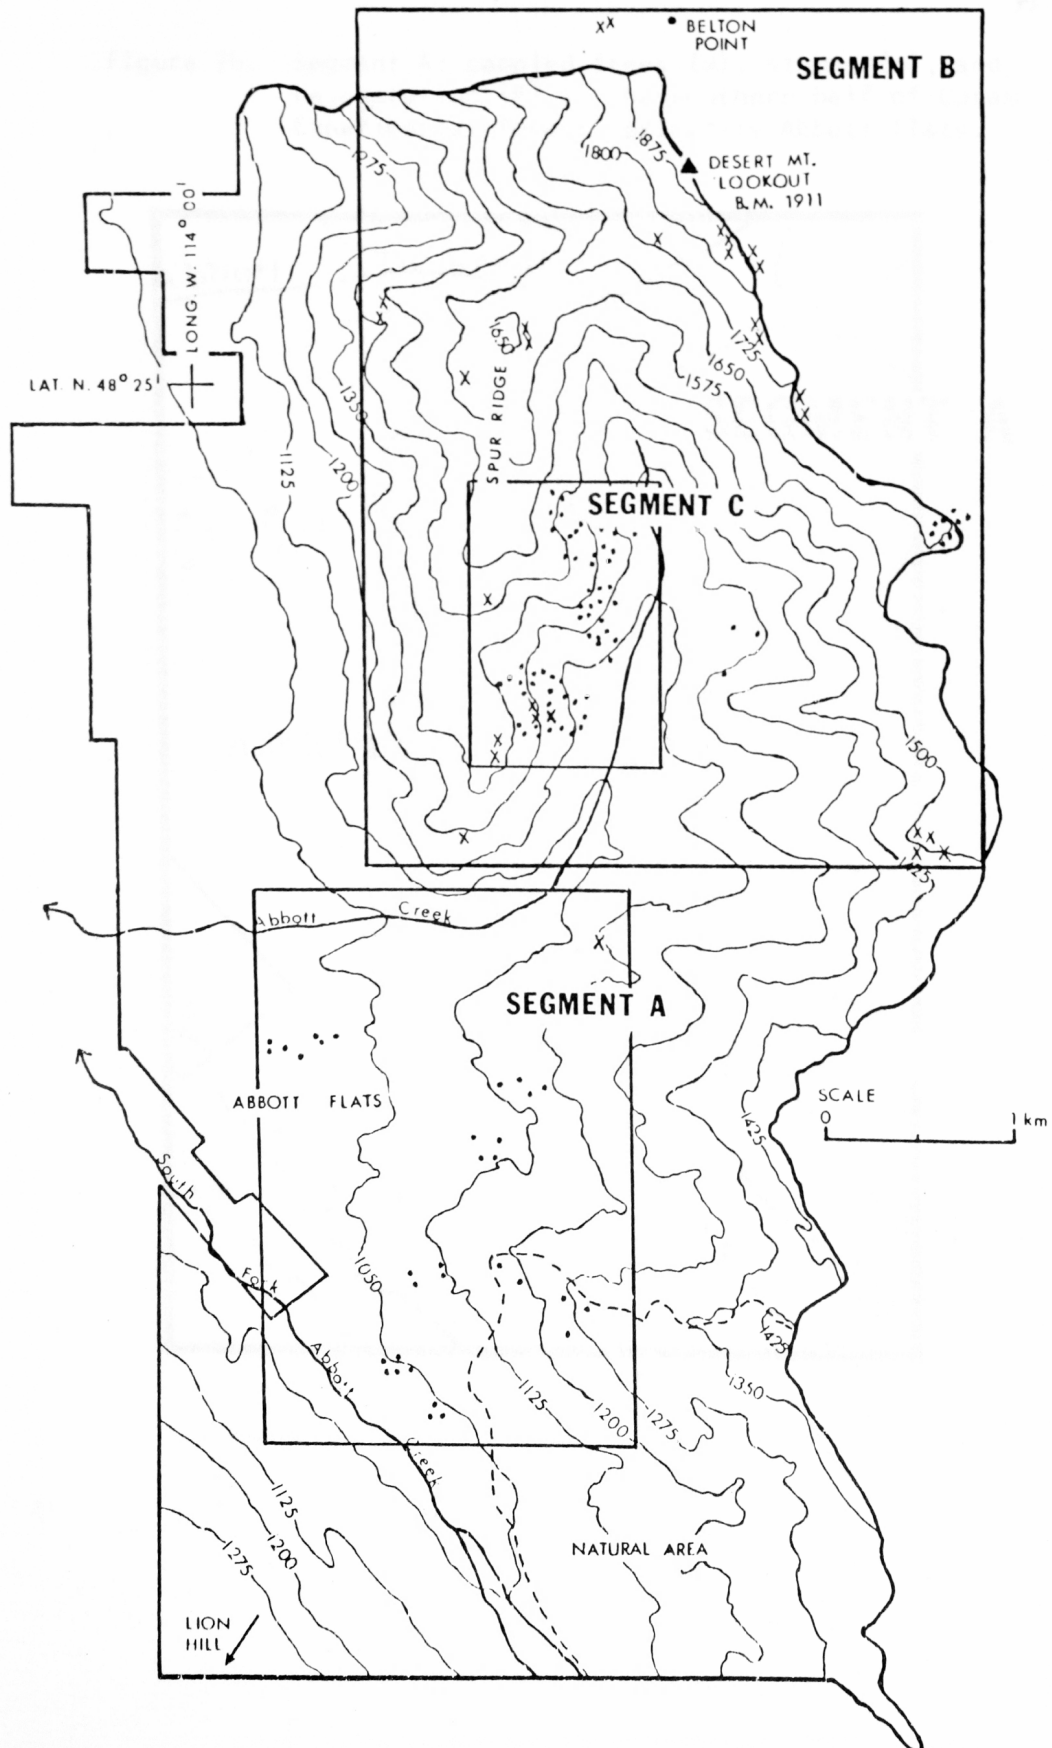 BELTON
POINT
SEGMENT B
1800
1875
DESERT MT.
LOOKOUT
B.M. 1911
LONG. W. 114° 00'
1650
1725
1650
1575
LAT. N. 48° 25'
1350
SPUR RIDGE
1125
1200
SEGMENT C
1500
Abbott Creek
SEGMENT A
SCALE
0 1 km
ABBOTT FLATS
1425
South
Fork
Abbott
Creek
1050
1425
1350
1125
1200
1275
1125
1200
1275
NATURAL AREA
LION
HILL